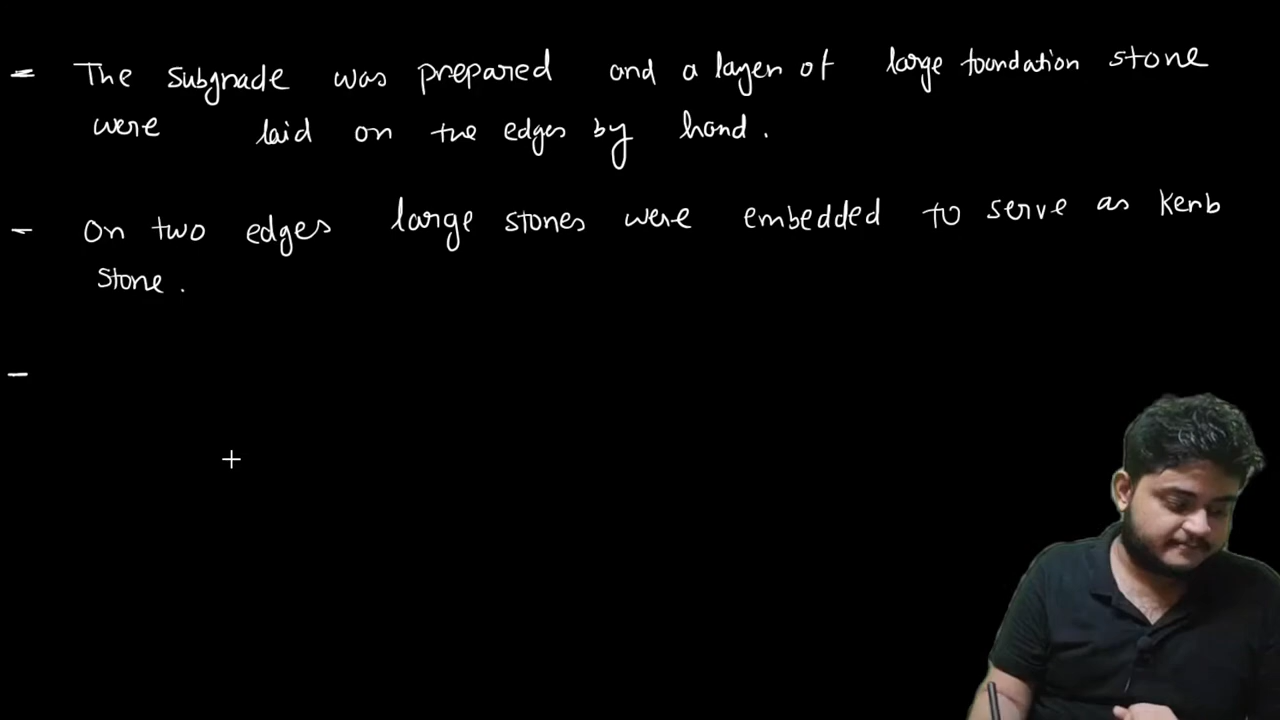 - The subgrade was prepared and a layer of large foundation stone
were laid on the edges by hand.
- On two edges large stones were embedded to serve as Kerb
stone.
-